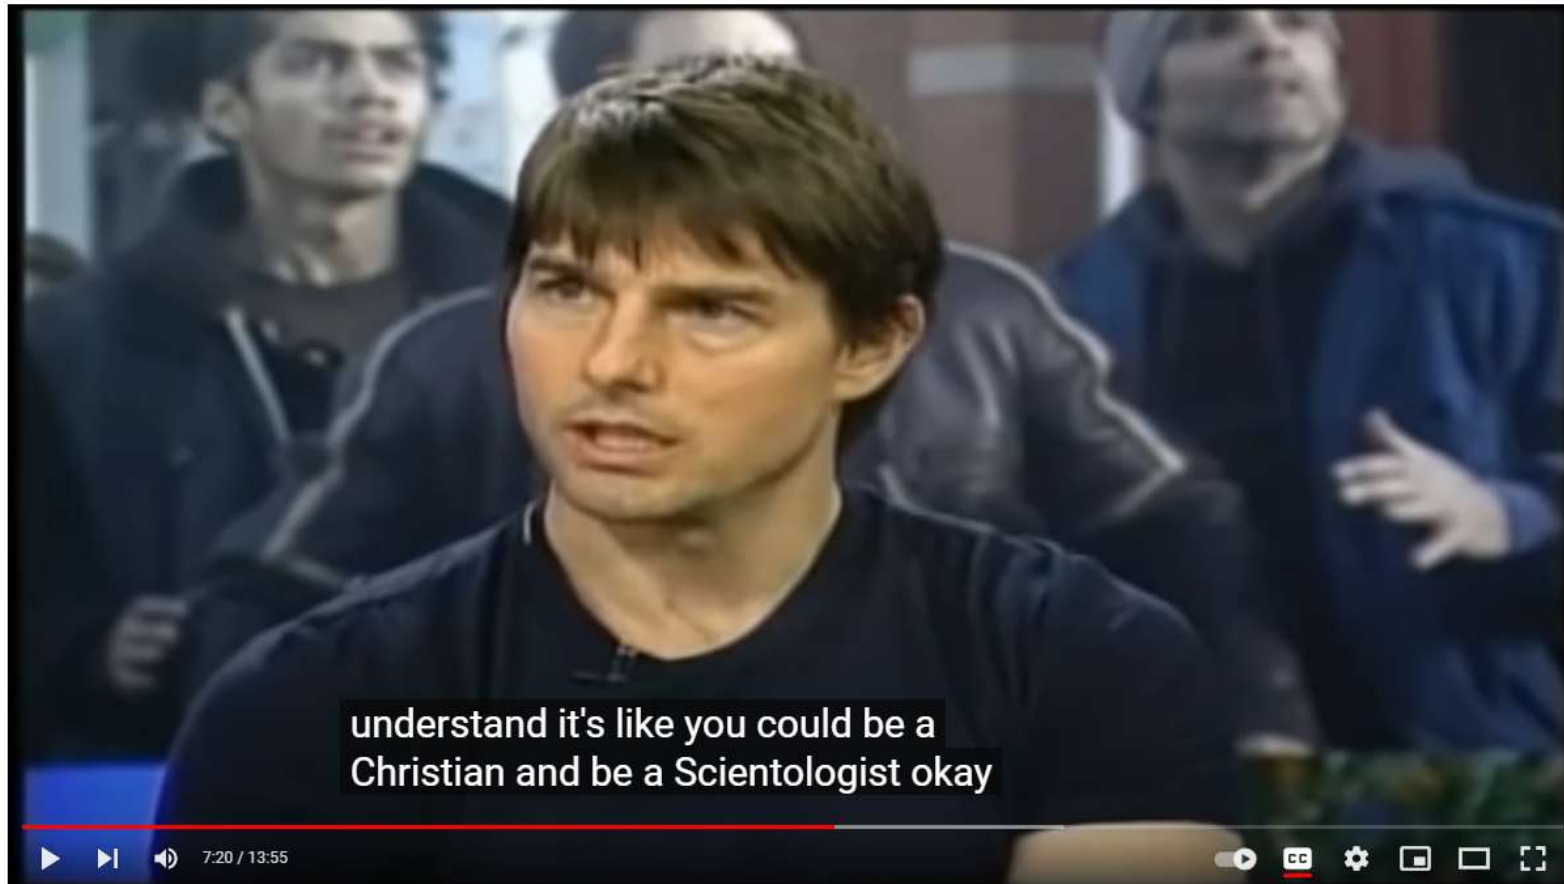 understand it's like you could be a
Christian and be a Scientologist okay
7:20 / 13:55
CC